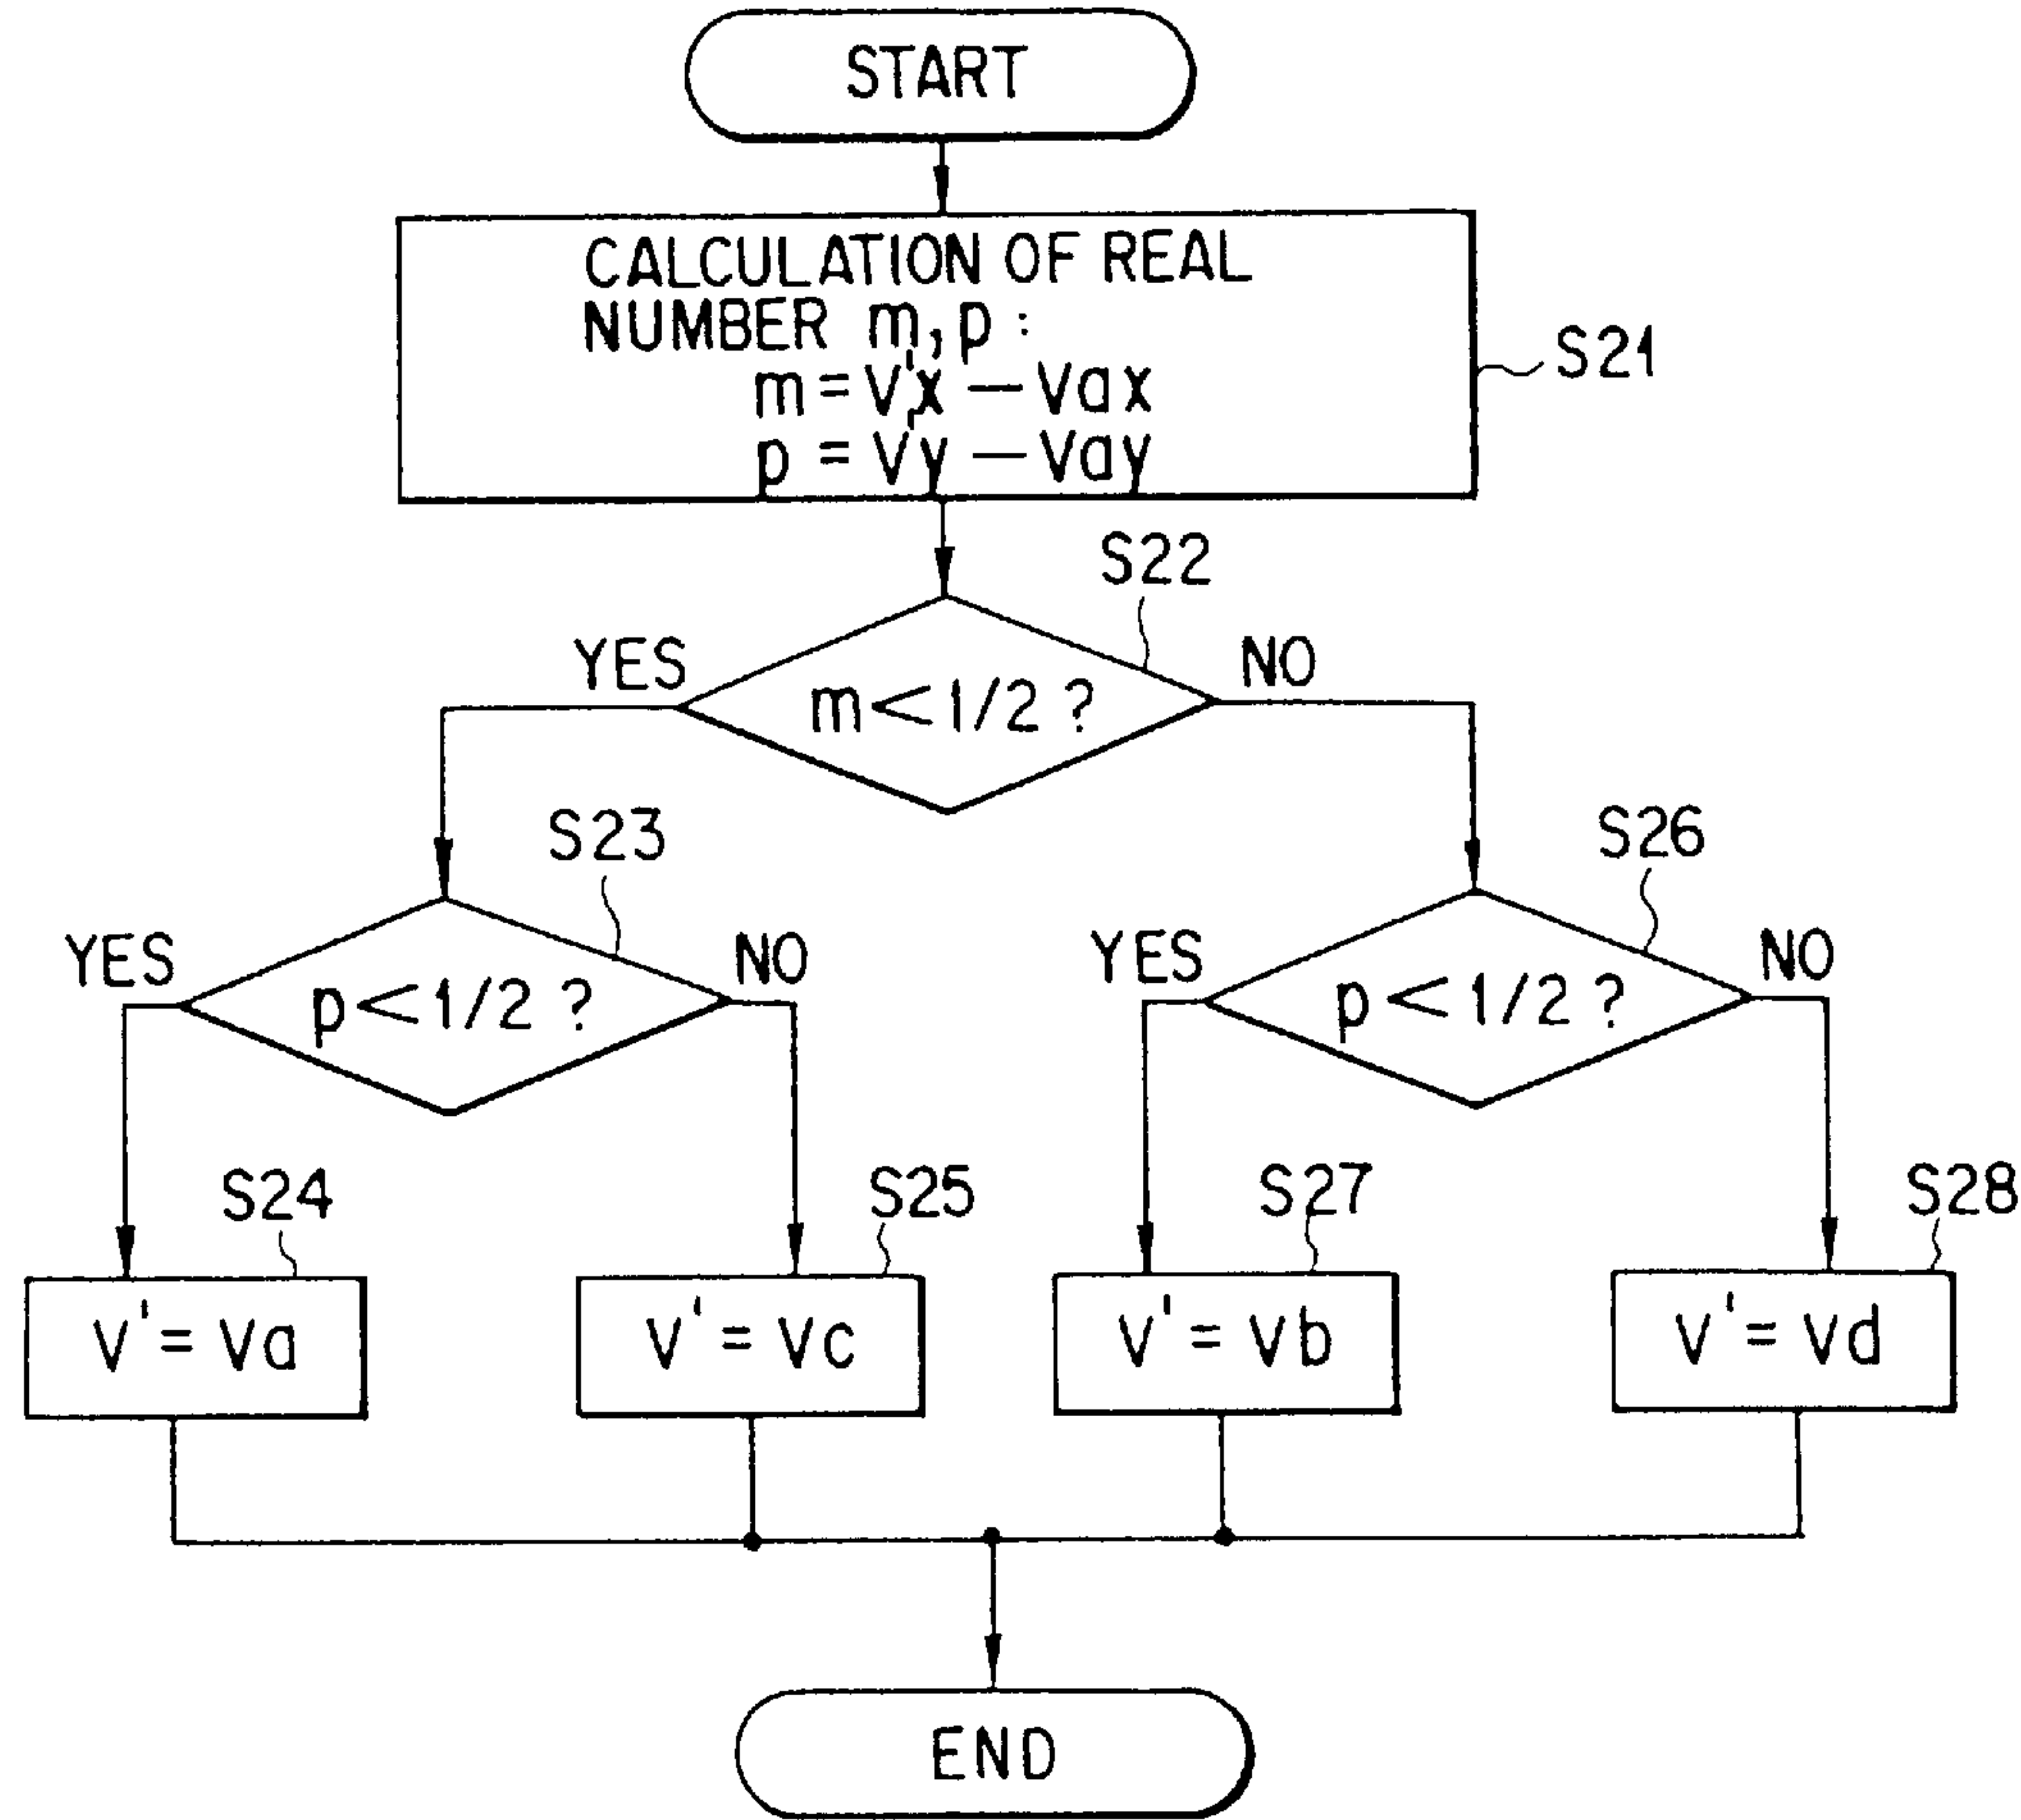 START
CALCULATION OF REAL
NUMBER m, p :
m = V'x − Vax
p = V'y − Vay
S21
S22
YES
NO
m < 1/2 ?
S23
S26
YES
NO
YES
NO
p < 1/2 ?
p < 1/2 ?
S24
S25
S27
S28
V' = Va
V' = Vc
V' = Vb
V' = Vd
END